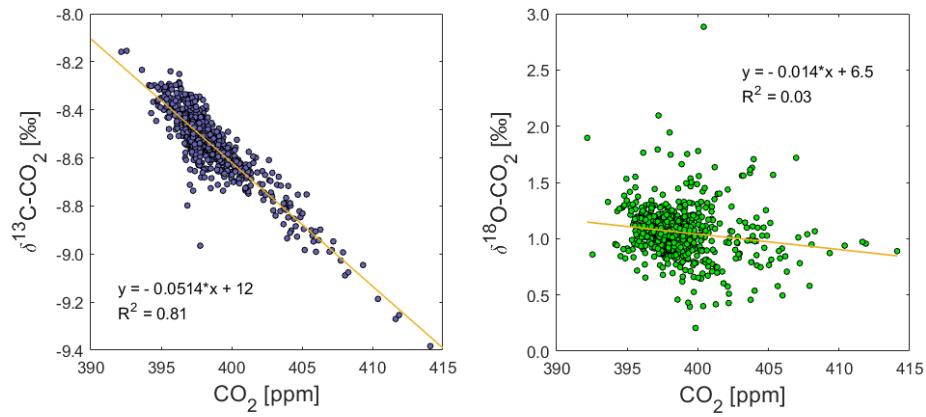 -8.0
-8.2
-8.4
-8.6
-8.8
-9.0
-9.2
-9.4
δ¹³C-CO₂ [‰]
y = - 0.0514*x + 12
R² = 0.81
390 395 400 405 410 415
CO₂ [ppm]
3.0
2.5
2.0
1.5
1.0
0.5
0.0
δ¹⁸O-CO₂ [‰]
y = - 0.014*x + 6.5
R² = 0.03
390 395 400 405 410 415
CO₂ [ppm]